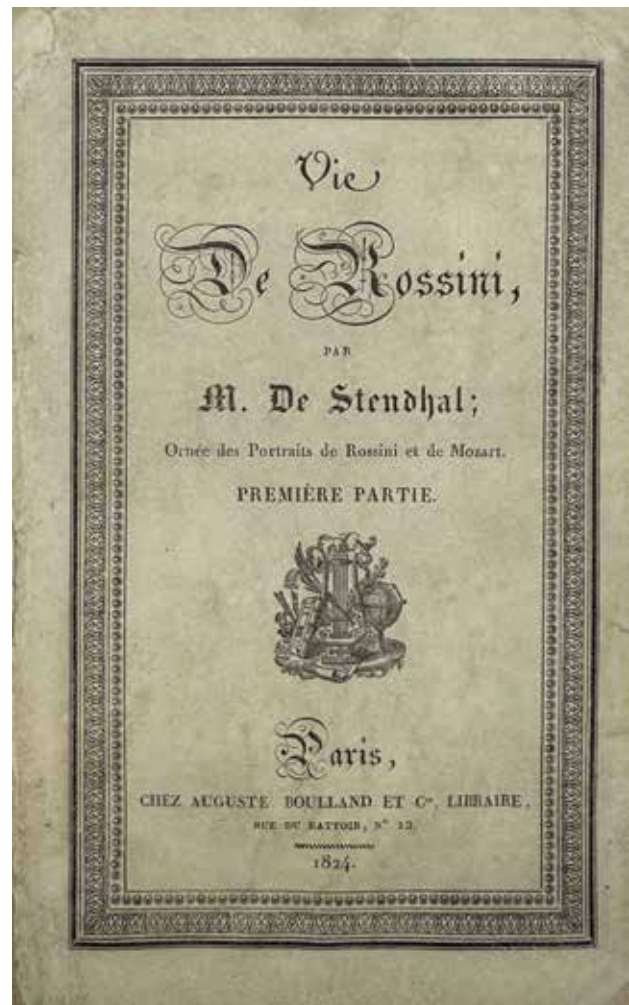 Vie
De Rossini,
PAR
M. De Stendhal;
Ornée des Portraits de Rossini et de Mozart.
PREMIÈRE PARTIE.
Paris,
CHEZ AUGUSTE BOULLAND ET Cie, LIBRAIRE,
RUE DU BATTOIR, N° 12.
1824.